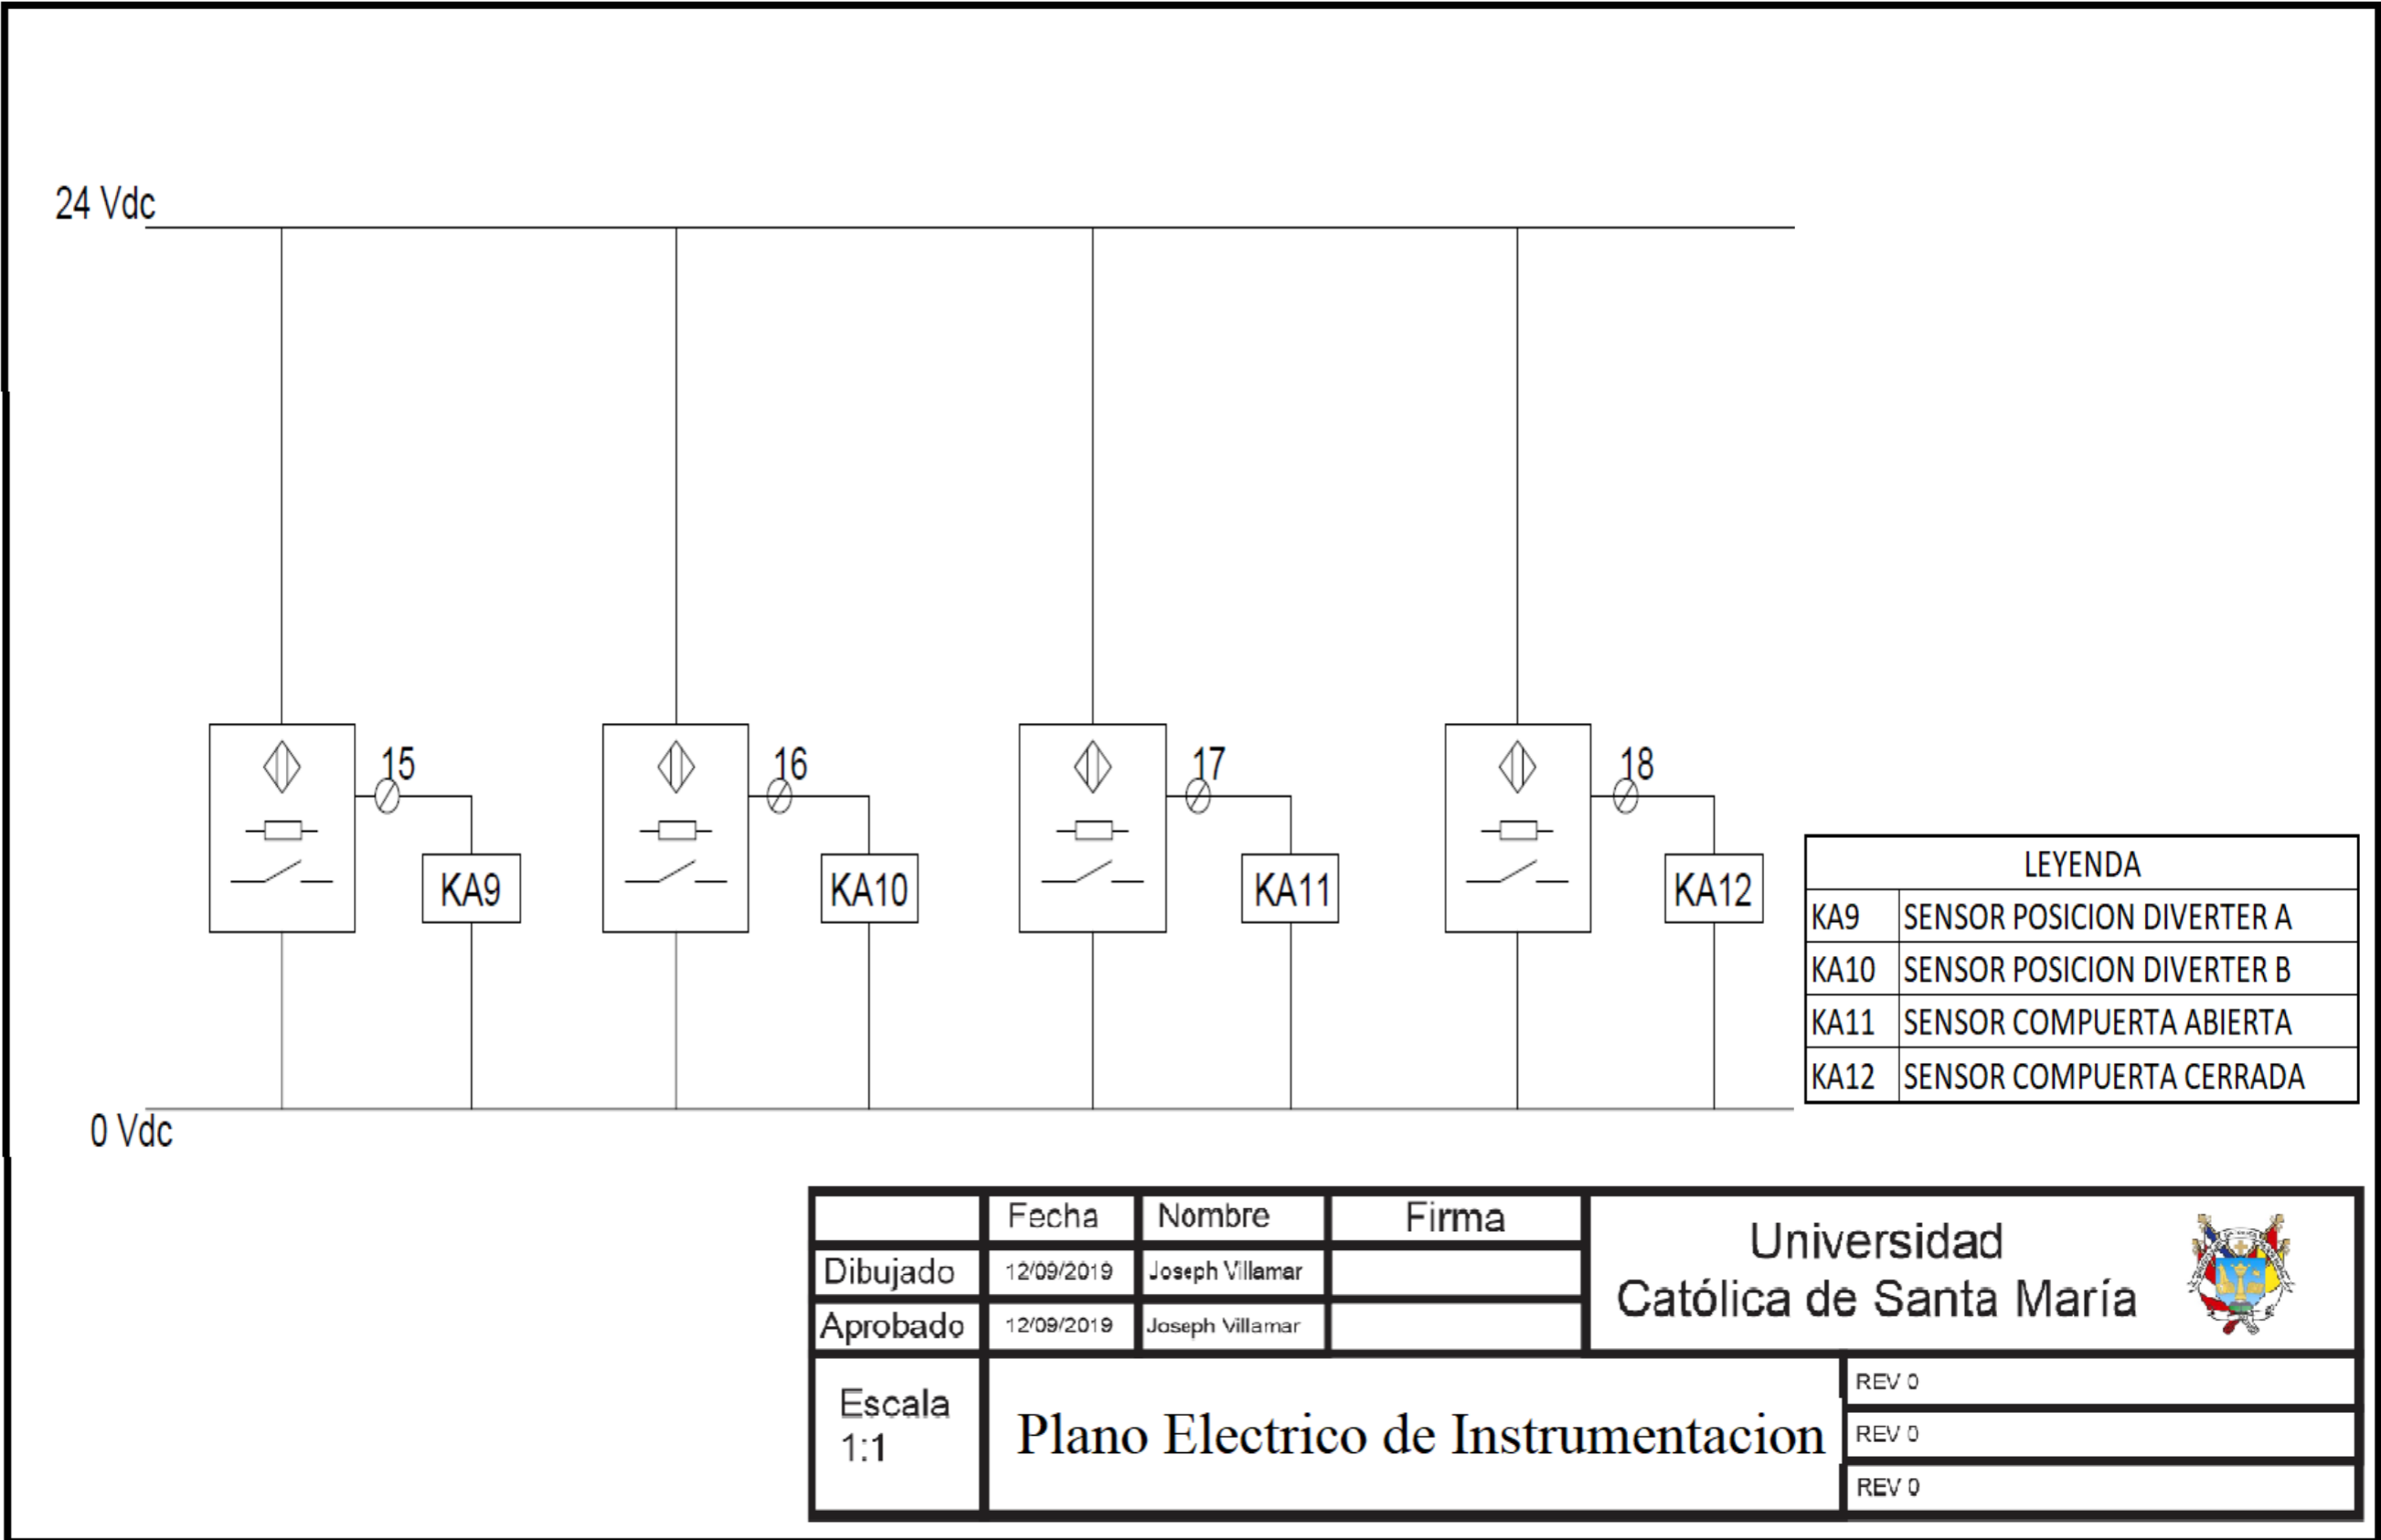 24 Vdc
15
16
17
18
KA9
KA10
KA11
KA12
0 Vdc
LEYENDA
KA9 SENSOR POSICION DIVERTER A
KA10 SENSOR POSICION DIVERTER B
KA11 SENSOR COMPUERTA ABIERTA
KA12 SENSOR COMPUERTA CERRADA
Fecha Nombre Firma
Dibujado 12/09/2019 Joseph Villamar
Aprobado 12/09/2019 Joseph Villamar
Universidad
Católica de Santa María
Escala
1:1
Plano Electrico de Instrumentacion
REV 0
REV 0
REV 0